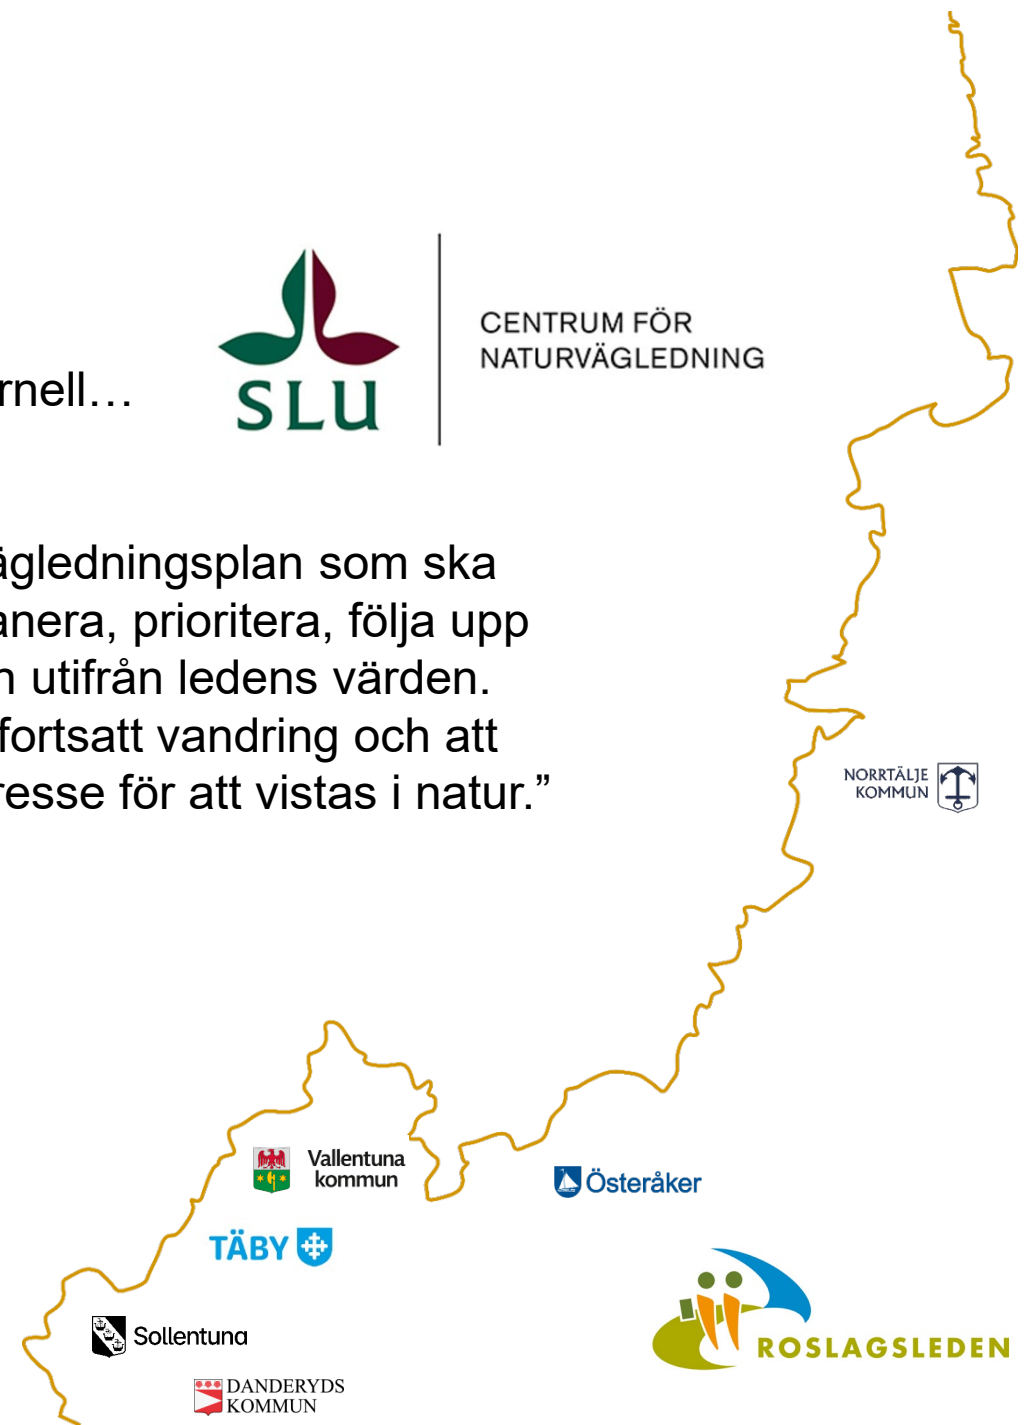 CENTRUM FÖR
NATURVÄGLEDNING
SLU
rnell…
ägledningsplan som ska
anera, prioritera, följa upp
n utifrån ledens värden.
fortsatt vandring och att
resse för att vistas i natur.”
NORRTÄLJE
KOMMUN
Vallentuna
kommun
Österåker
TÄBY
Sollentuna
ROSLAGSLEDEN
DANDERYDS
KOMMUN